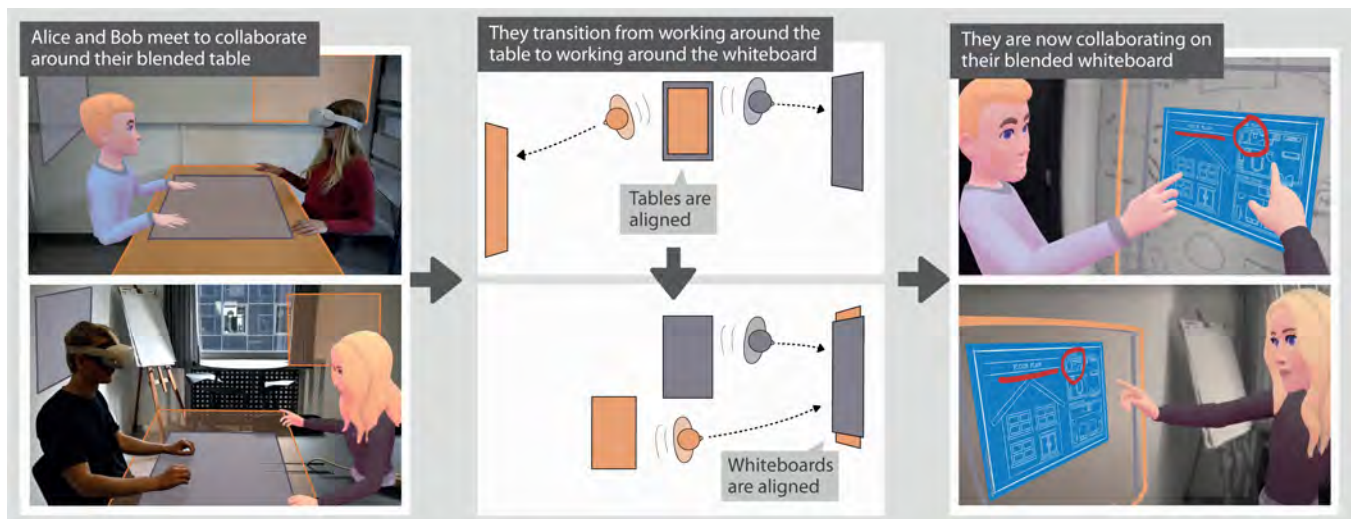 Alice and Bob meet to collaborate
around their blended table
They transition from working around the
table to working around the whiteboard
Tables are
aligned
Whiteboards
are aligned
They are now collaborating on
their blended whiteboard
FLOOR PLAN